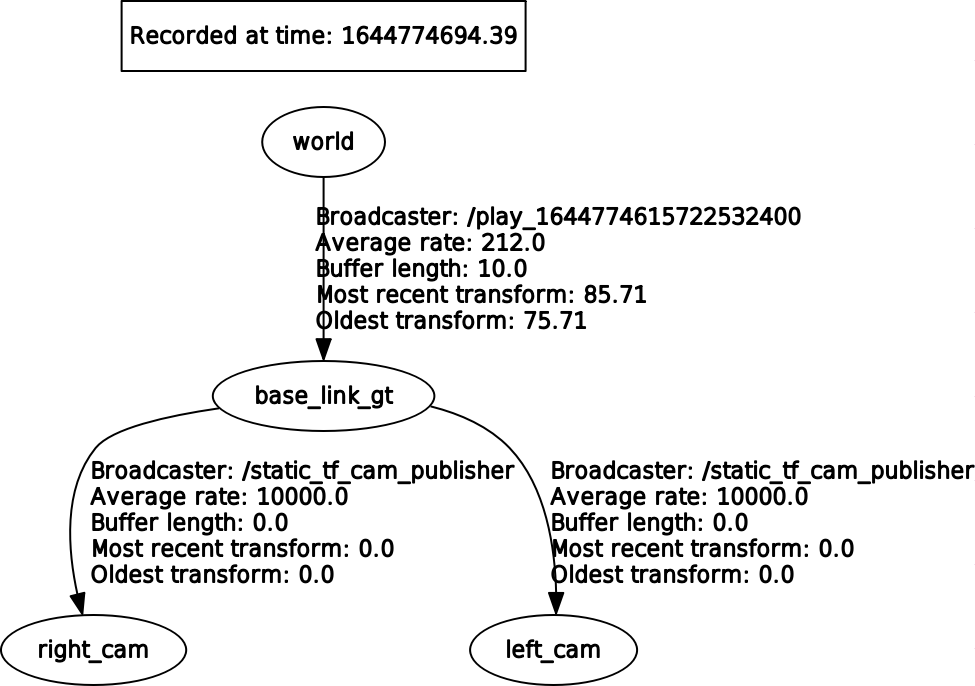 Recorded at time: 1644774694.39
world
Broadcaster: /play_1644774615722532400
Average rate: 212.0
Buffer length: 10.0
Most recent transform: 85.71
Oldest transform: 75.71
base_link_gt
Broadcaster: /static_tf_cam_publisher
Average rate: 10000.0
Buffer length: 0.0
Most recent transform: 0.0
Oldest transform: 0.0
Broadcaster: /static_tf_cam_publisher
Average rate: 10000.0
Buffer length: 0.0
Most recent transform: 0.0
Oldest transform: 0.0
right_cam
left_cam